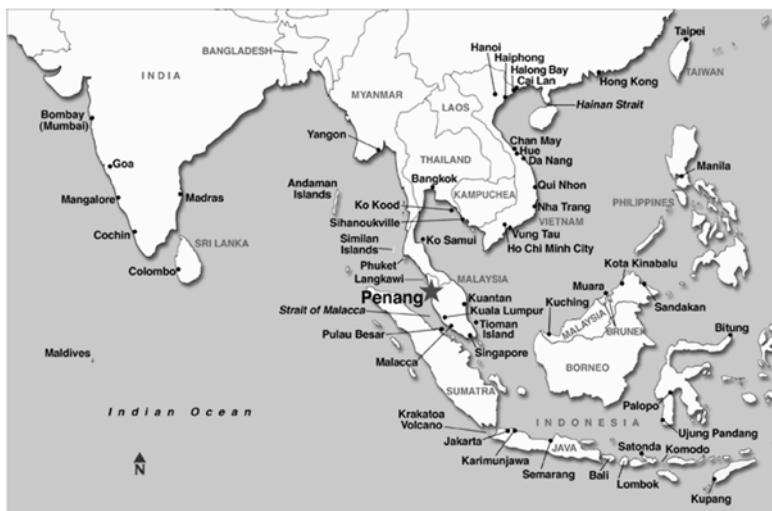 Taipei
TAIWAN
BANGLADESH
INDIA
Hanoi
Haiphong
Halong Bay
Cai Lan
Hong Kong
Hainan Strait
MYANMAR
LAOS
Bombay
(Mumbai)
Yangon
Goa
THAILAND
Chan May
Hue
Da Nang
Manila
Bangkok
Andaman
Islands
KAMPUCHEA
Qui Nhon
Mangalore
Madras
Ko Kood
Nha Trang
PHILIPPINES
Sihanoukville
VIETNAM
Cochin
SRI LANKA
Similan
Islands
Ko Samui
Vung Tau
Ho Chi Minh City
Colombo
Phuket
Langkawi
MALAYSIA
Kota Kinabalu
Penang
Kuantan
Muara
Sandakan
Strait of Malacca
Kuala Lumpur
Kuching
Pulau Besar
Tioman
Island
MALAYSIA
BRUNEI
Bitung
Maldives
Malacca
Singapore
BORNEO
SUMATRA
Palopo
Indian Ocean
Krakatoa
Volcano
INDONESIA
Ujung Pandang
Jakarta
JAVA
Satonda
Komodo
Karimunjawa
Semarang
Bali
Lombok
Kupang
N